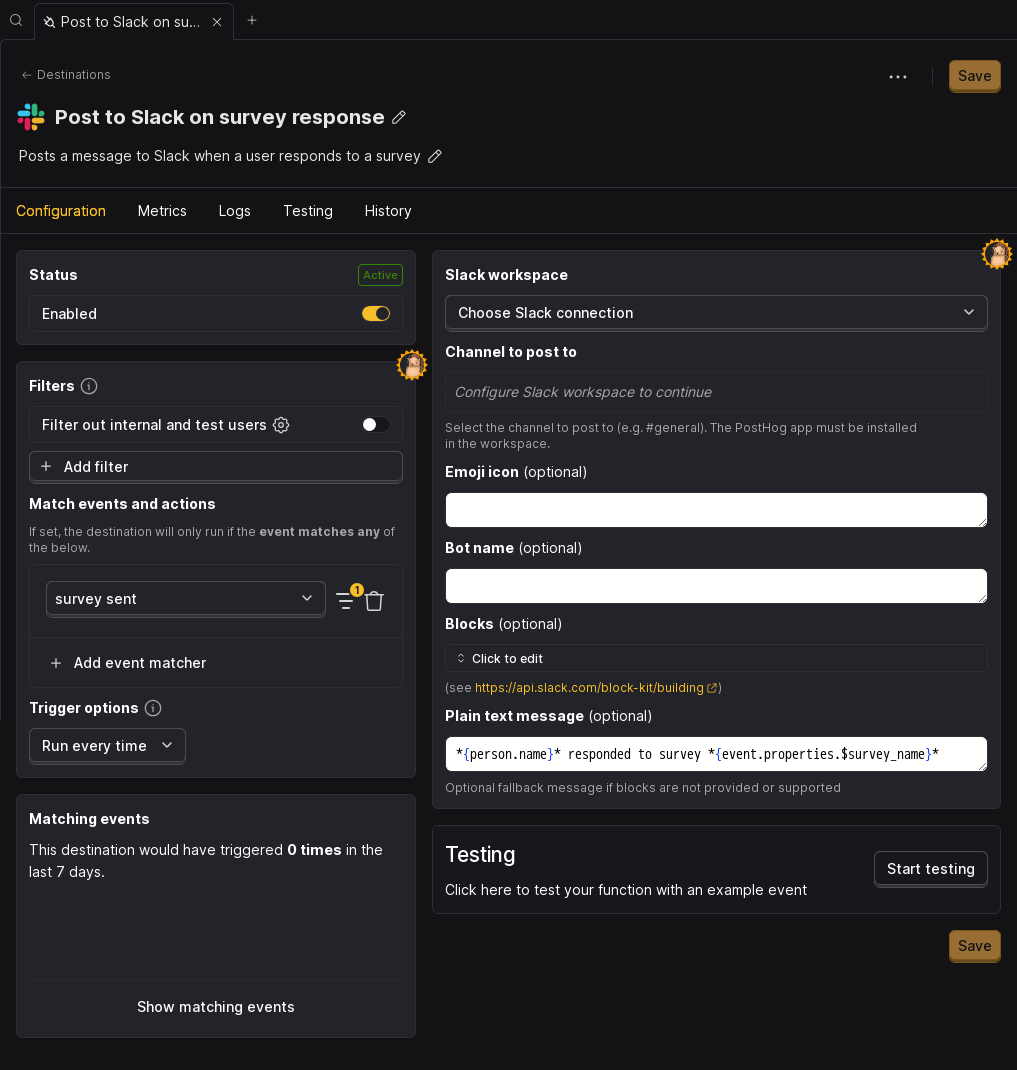 Post to Slack on su...
Destinations
Save
Post to Slack on survey response
Posts a message to Slack when a user responds to a survey
Configuration
Metrics
Logs
Testing
History
Status
Active
Enabled
Filters
Filter out internal and test users
Add filter
Match events and actions
If set, the destination will only run if the event matches any of
the below.
survey sent
1
Add event matcher
Trigger options
Run every time
Matching events
This destination would have triggered 0 times in the
last 7 days.
Show matching events
Slack workspace
Choose Slack connection
Channel to post to
Configure Slack workspace to continue
Select the channel to post to (e.g. #general). The PostHog app must be installed
in the workspace.
Emoji icon (optional)
Bot name (optional)
Blocks (optional)
Click to edit
(see https://api.slack.com/block-kit/building)
Plain text message (optional)
*{person.name}* responded to survey *{event.properties.$survey_name}*
Optional fallback message if blocks are not provided or supported
Testing
Click here to test your function with an example event
Start testing
Save